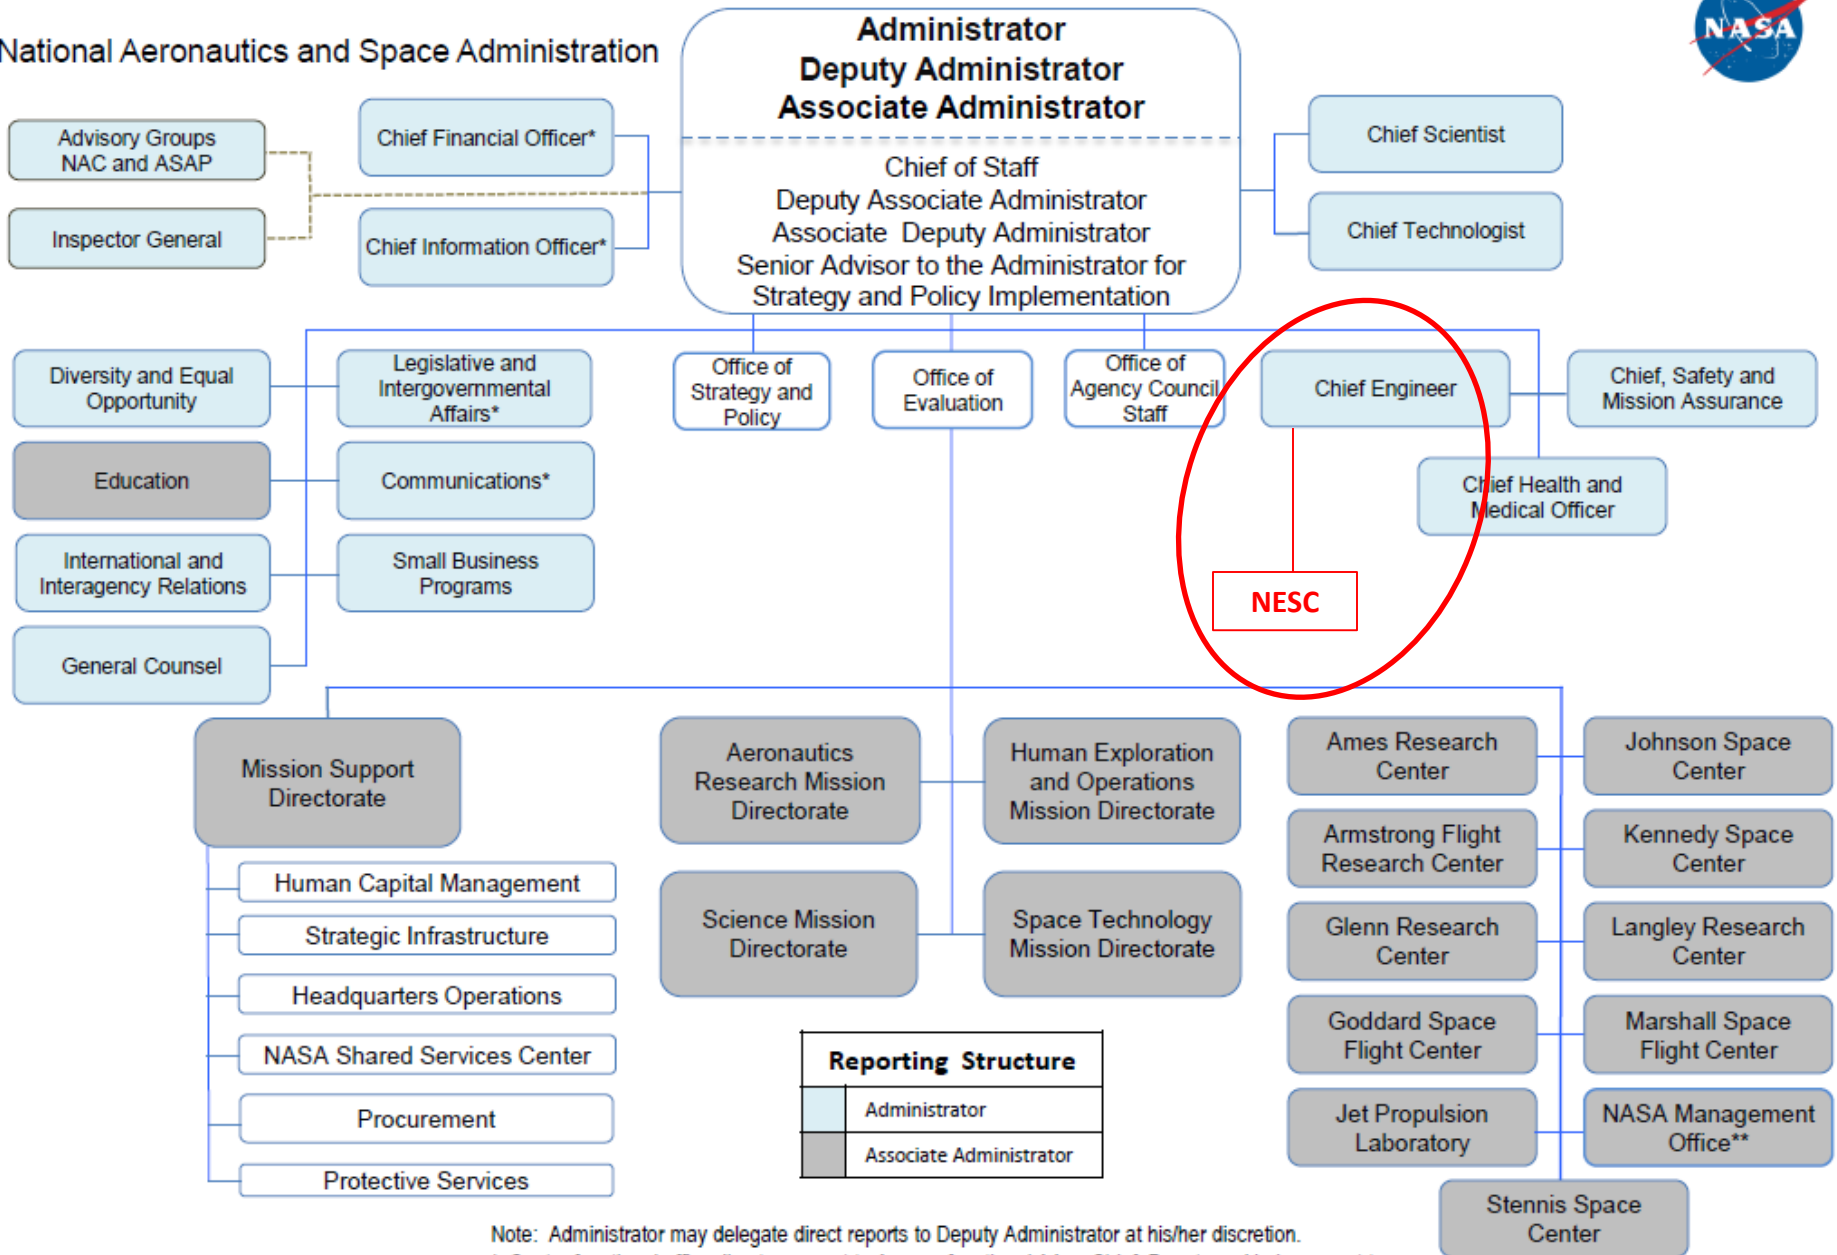 National Aeronautics and Space Administration
Administrator
Deputy Administrator
Associate Administrator
Chief of Staff
Deputy Associate Administrator
Associate Deputy Administrator
Senior Advisor to the Administrator for
Strategy and Policy Implementation
NASA
Advisory Groups
NAC and ASAP
Inspector General
Chief Financial Officer*
Chief Information Officer*
Chief Scientist
Chief Technologist
Diversity and Equal
Opportunity
Legislative and
Intergovernmental
Affairs*
Education
Communications*
International and
Interagency Relations
Small Business
Programs
General Counsel
Office of
Strategy and
Policy
Office of
Evaluation
Office of
Agency Council
Staff
Chief Engineer
Chief, Safety and
Mission Assurance
Chief Health and
Medical Officer
NESC
Mission Support
Directorate
Human Capital Management
Strategic Infrastructure
Headquarters Operations
NASA Shared Services Center
Procurement
Protective Services
Aeronautics
Research Mission
Directorate
Human Exploration
and Operations
Mission Directorate
Science Mission
Directorate
Space Technology
Mission Directorate
Reporting Structure
Administrator
Associate Administrator
Ames Research
Center
Johnson Space
Center
Armstrong Flight
Research Center
Kennedy Space
Center
Glenn Research
Center
Langley Research
Center
Goddard Space
Flight Center
Marshall Space
Flight Center
Jet Propulsion
Laboratory
NASA Management
Office**
Stennis Space
Center
Note: Administrator may delegate direct reports to Deputy Administrator at his/her discretion.